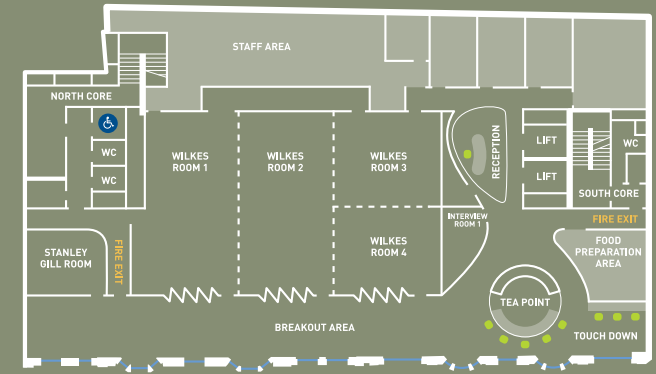 STAFF AREA
NORTH CORE
WC
WC
WILKES
ROOM 1
WILKES
ROOM 2
WILKES
ROOM 3
RECEPTION
LIFT
LIFT
WC
SOUTH CORE
INTERVIEW
ROOM 1
FIRE EXIT
STANLEY
GILL ROOM
FIRE EXIT
WILKES
ROOM 4
FOOD
PREPARATION
AREA
TEA POINT
BREAKOUT AREA
TOUCH DOWN